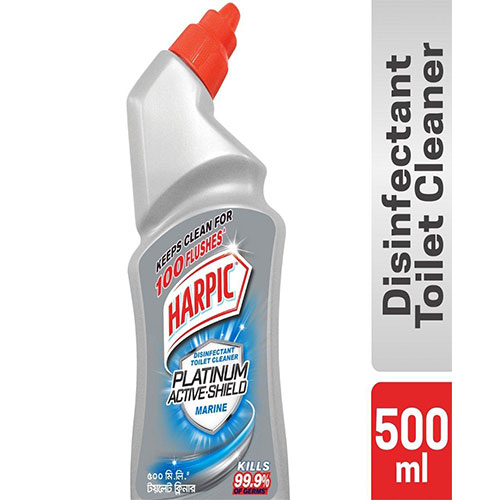 KEEPS CLEAN FOR
100 FLUSHES*
HARPIC
DISINFECTANT
TOILET CLEANER
PLATINUM
ACTIVE-SHIELD
MARINE
৫০০ মি.লি.*
টয়লেট ক্লিনার
KILLS
99.9%
OF GERMS*
Disinfectant
Toilet Cleaner
500
ml